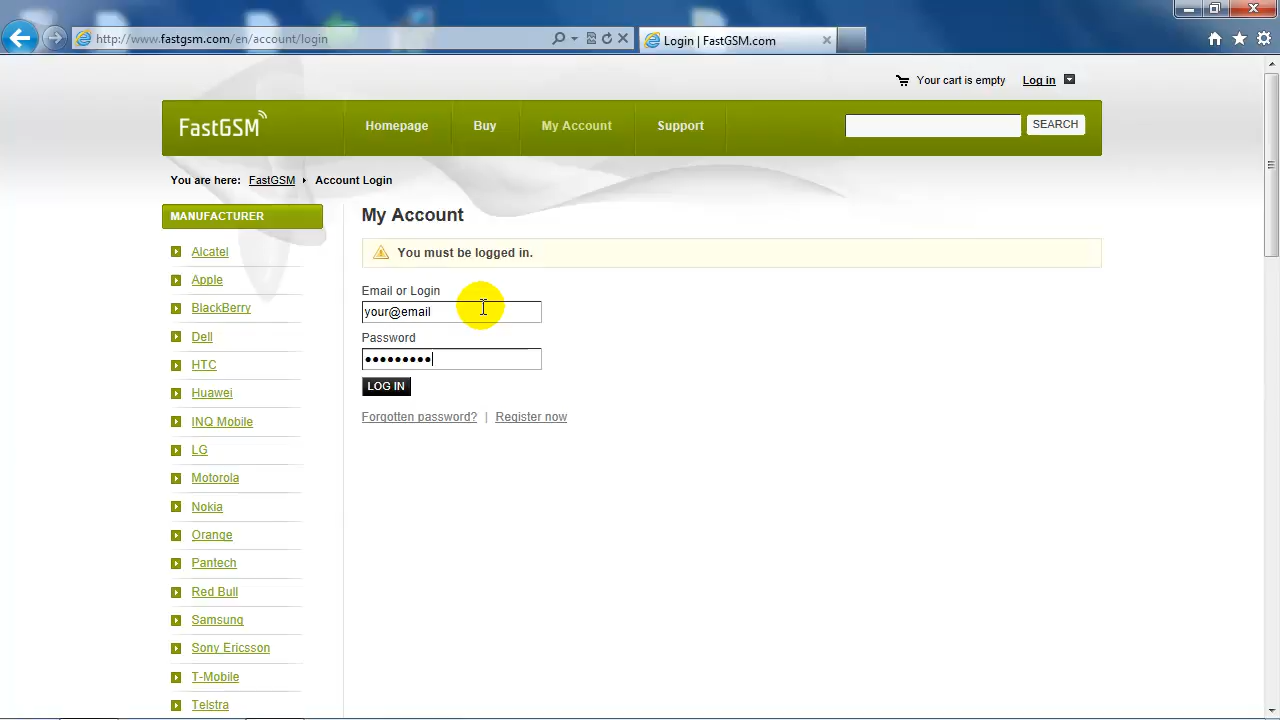 http://www.fastgsm.com/en/account/login
Login | FastGSM.com
Your cart is empty
Log in
FastGSM
Homepage
Buy
My Account
Support
SEARCH
You are here: FastGSM
Account Login
MANUFACTURER
Alcatel
Apple
BlackBerry
Dell
HTC
Huawei
INQ Mobile
LG
Motorola
Nokia
Orange
Pantech
Red Bull
Samsung
Sony Ericsson
T-Mobile
Telstra
My Account
You must be logged in.
Email or Login
your@email
Password
●●●●●●●●●
LOG IN
Forgotten password? | Register now